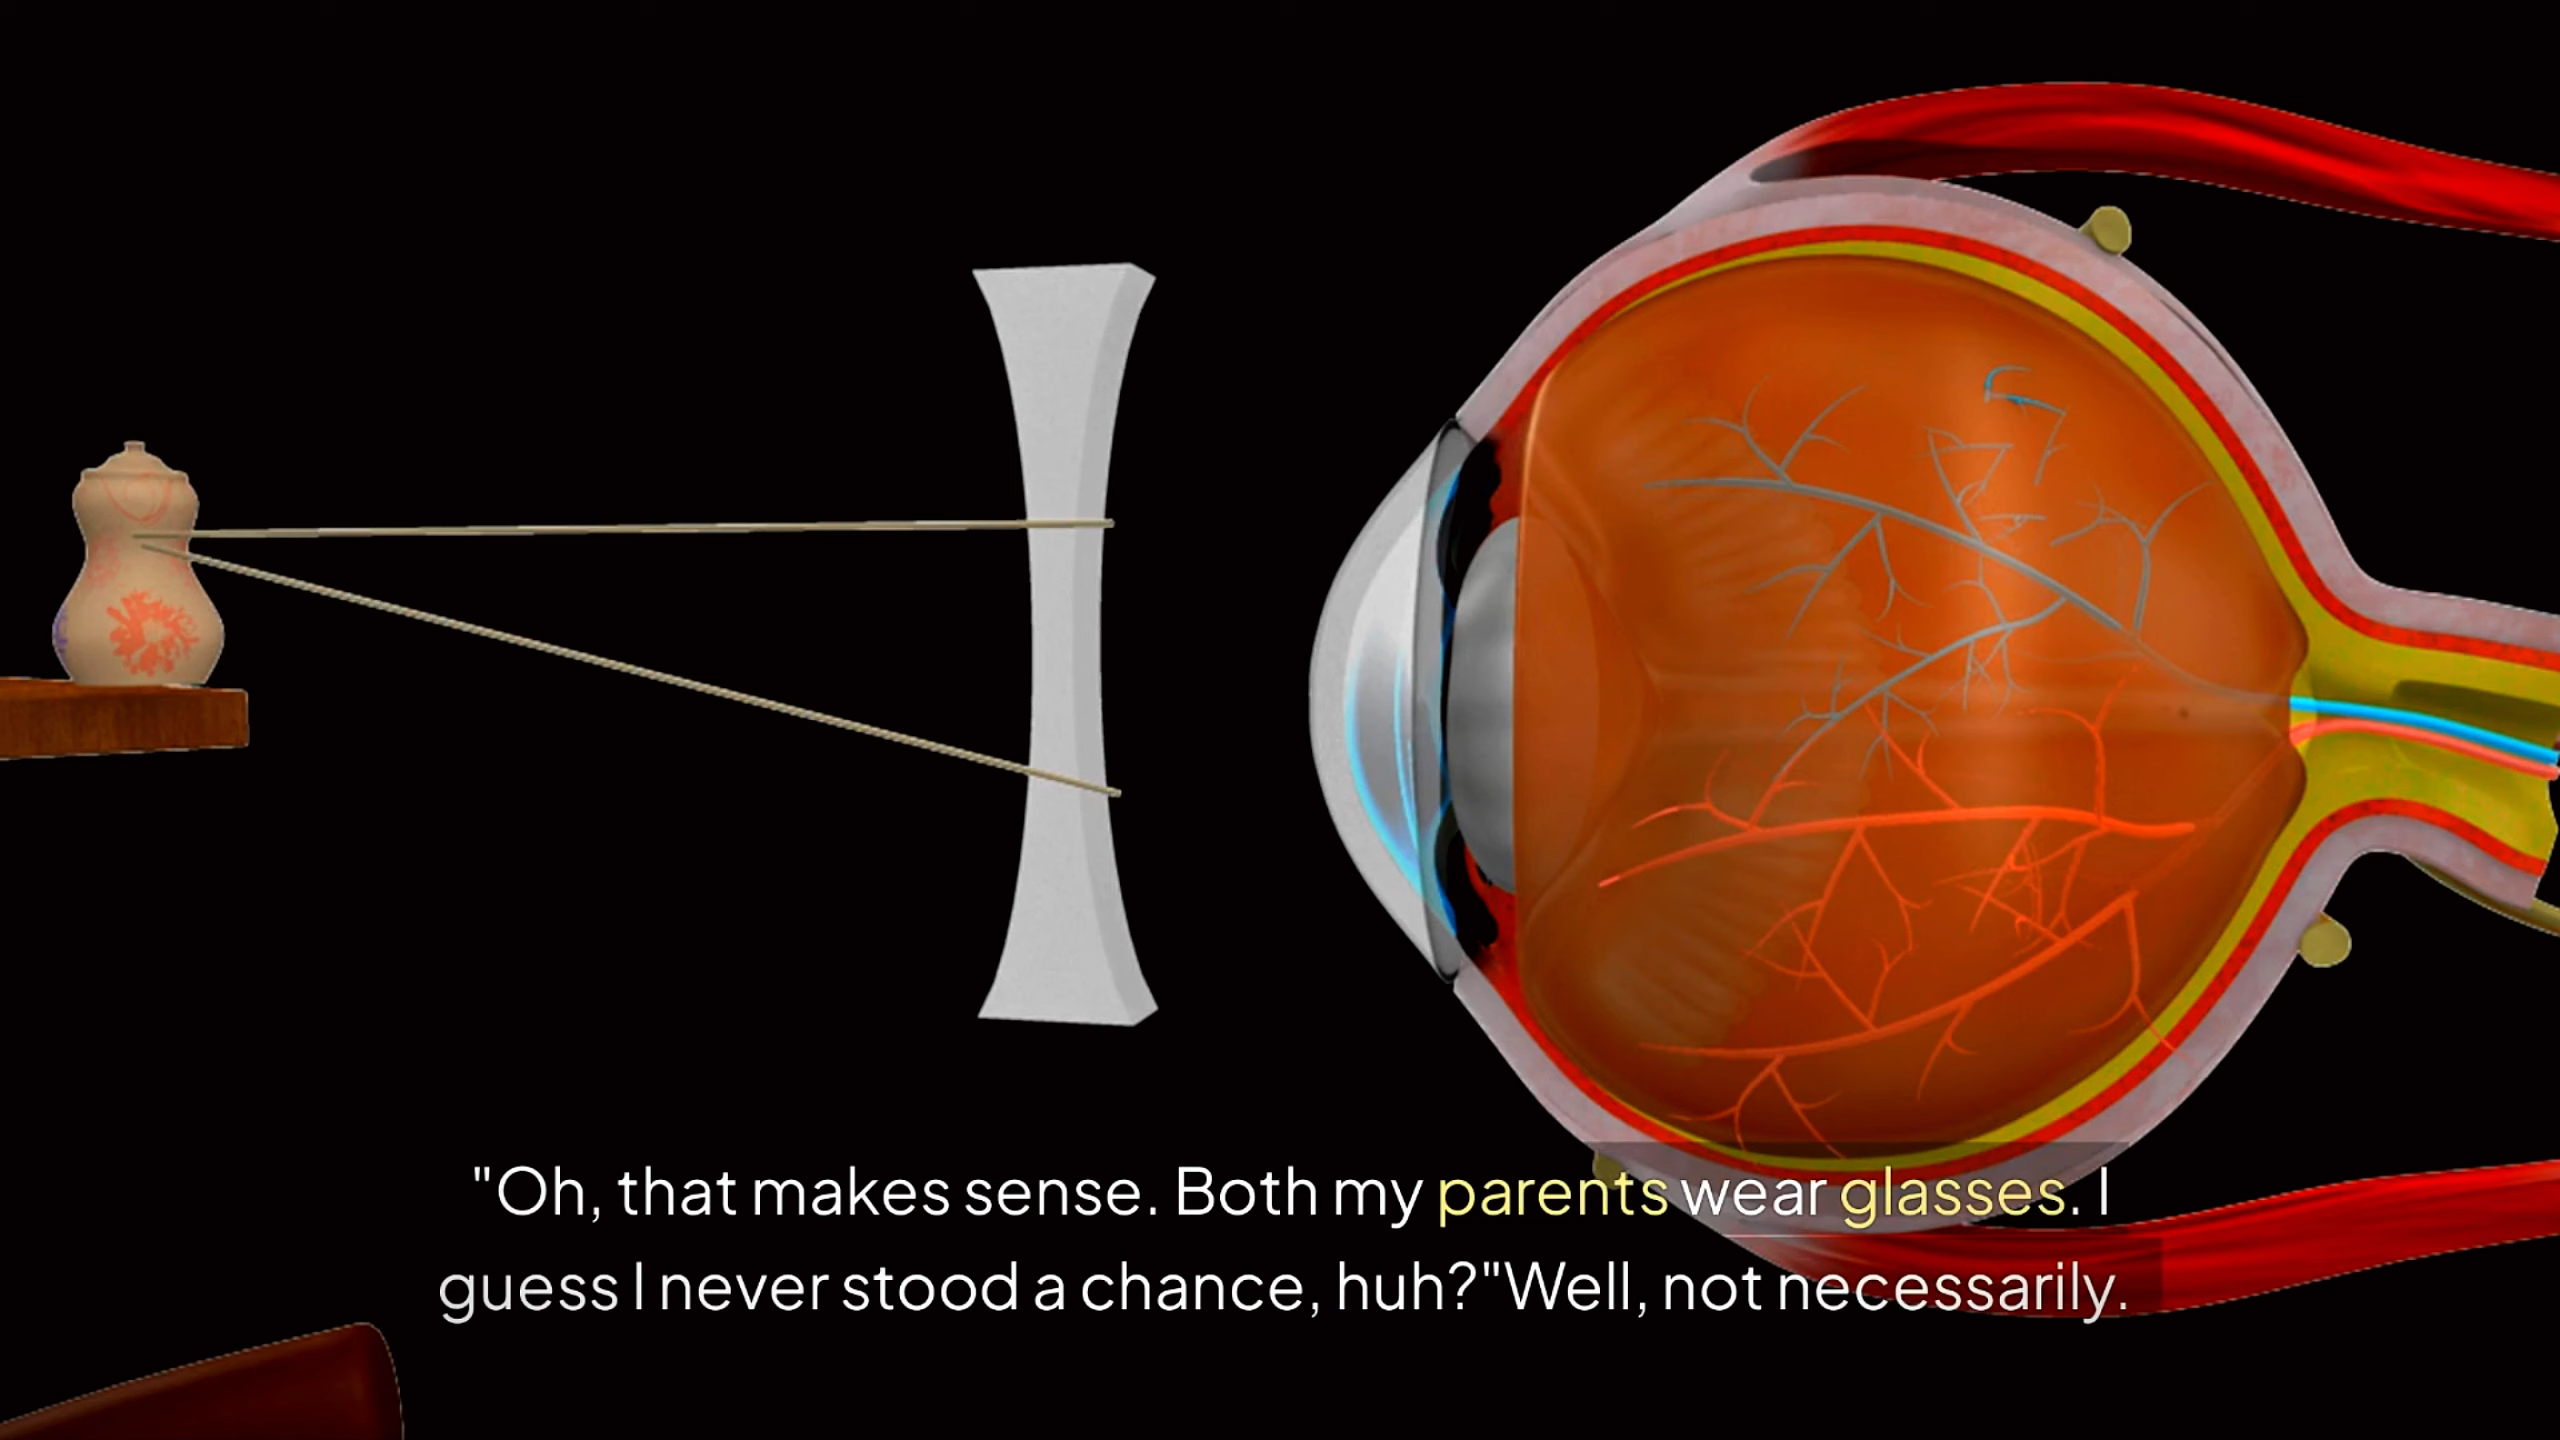 "Oh, that makes sense. Both my parents wear glasses. I
guess I never stood a chance, huh?"Well, not necessarily.